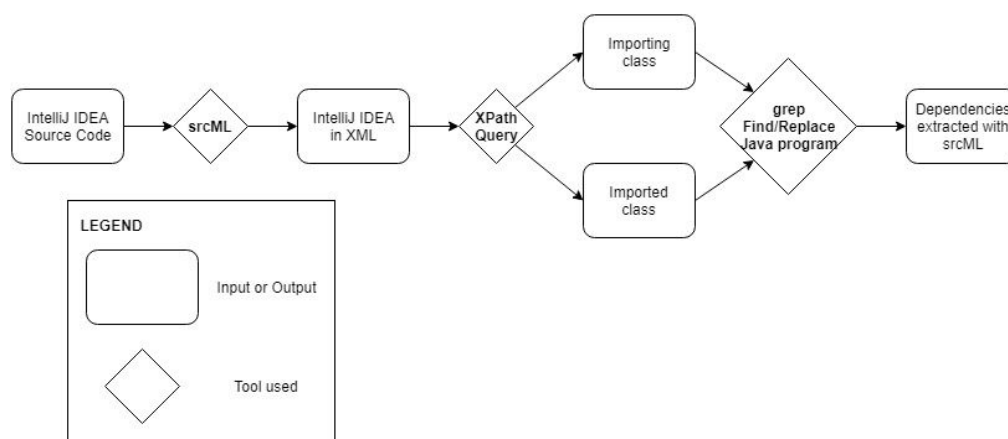 IntelliJ IDEA
Source Code
srcML
IntelliJ IDEA
in XML
XPath
Query
Importing
class
Imported
class
grep
Find/Replace
Java program
Dependencies
extracted with
srcML
LEGEND
Input or Output
Tool used